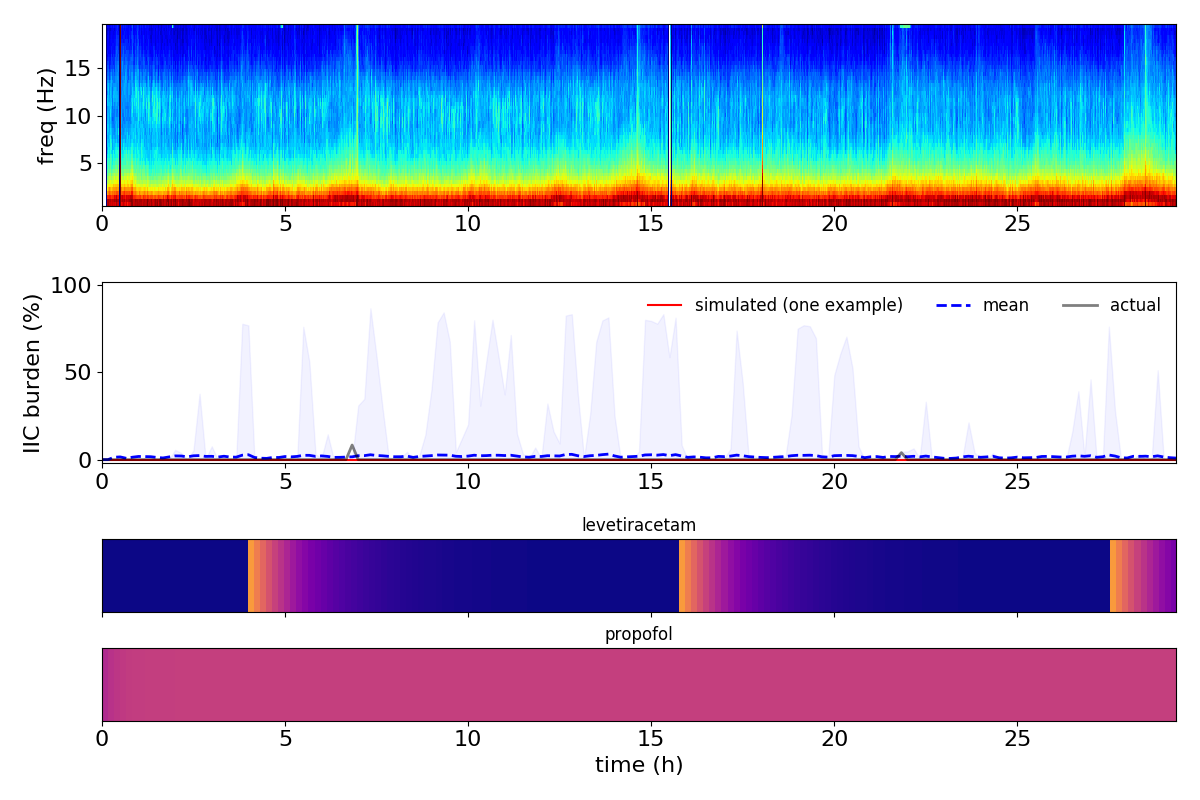 freq (Hz)
15
10
5
0 5 10 15 20 25
IIC burden (%)
100
50
0
simulated (one example) mean actual
0 5 10 15 20 25
levetiracetam
propofol
0 5 10 15 20 25
time (h)